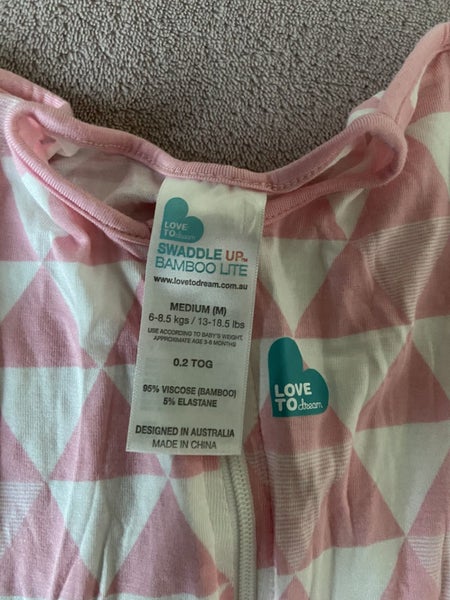 LOVE
TO dream
SWADDLE UP™
BAMBOO LITE
www.lovetodream.com.au
MEDIUM (M)
6-8.5 kgs / 13-18.5 lbs
USE ACCORDING TO BABY'S WEIGHT,
APPROXIMATE AGE 3-6 MONTHS
0.2 TOG
95% VISCOSE (BAMBOO)
5% ELASTANE
DESIGNED IN AUSTRALIA
MADE IN CHINA
LOVE
TO dream